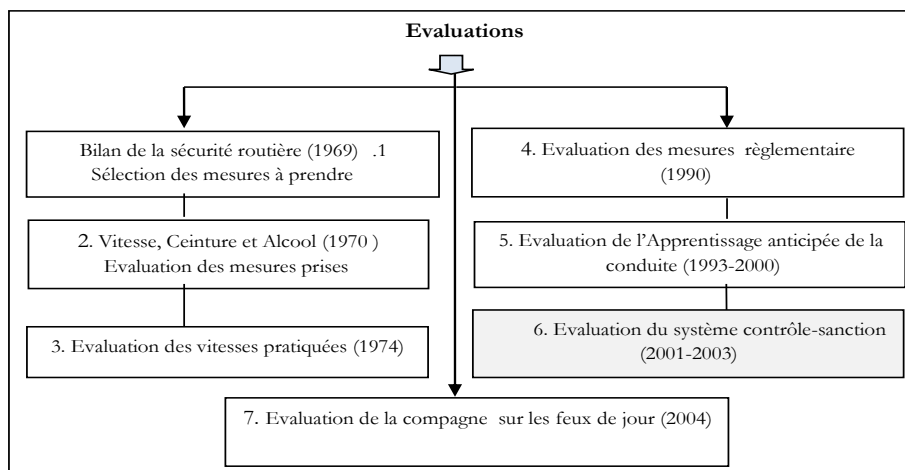 Evaluations
Bilan de la sécurité routière (1969) .1
Sélection des mesures à prendre
2. Vitesse, Ceinture et Alcool (1970 )
Evaluation des mesures prises
3. Evaluation des vitesses pratiquées (1974)
4. Evaluation des mesures règlementaire
(1990)
5. Evaluation de l’Apprentissage anticipée de la
conduite (1993-2000)
6. Evaluation du système contrôle-sanction
(2001-2003)
7. Evaluation de la compagne sur les feux de jour (2004)